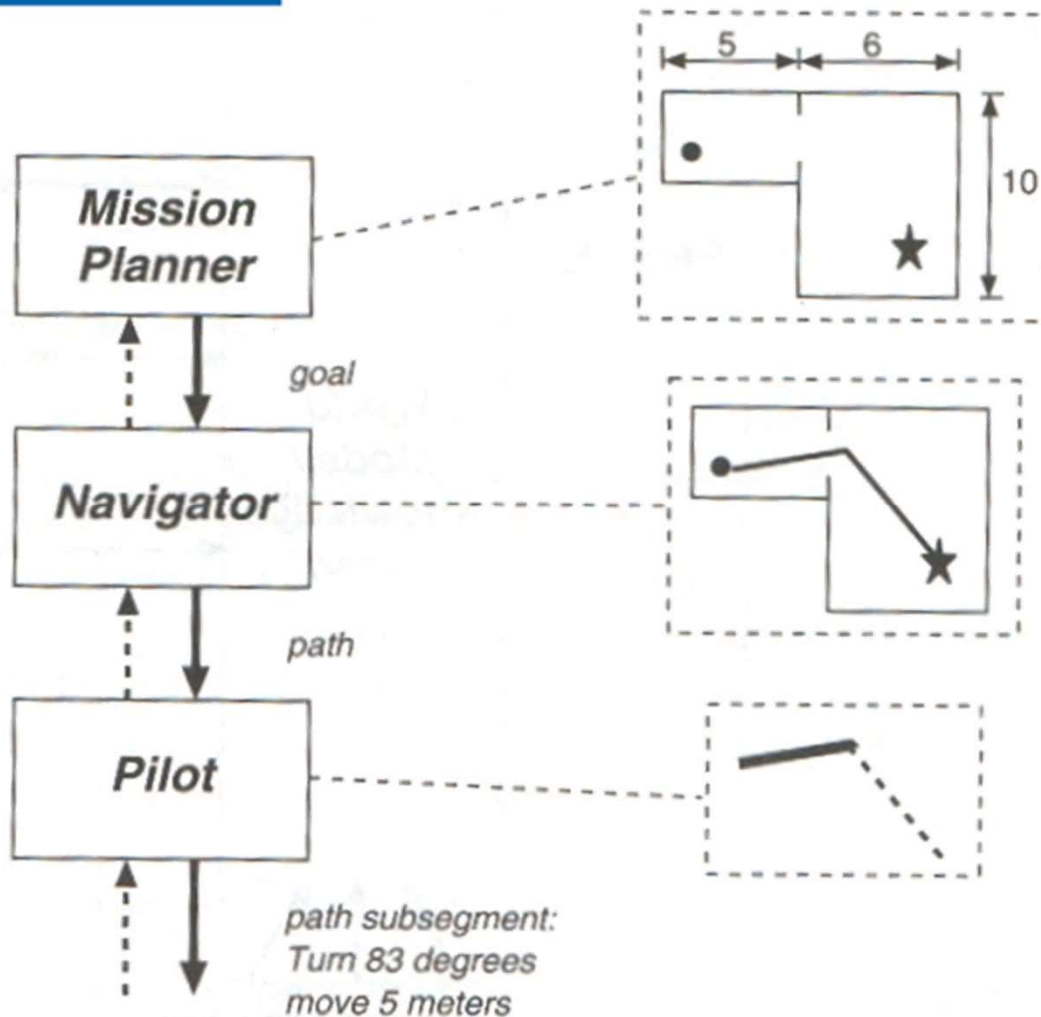 5 6
Mission
Planner
10
goal
Navigator
path
Pilot
path subsegment:
Turn 83 degrees
move 5 meters